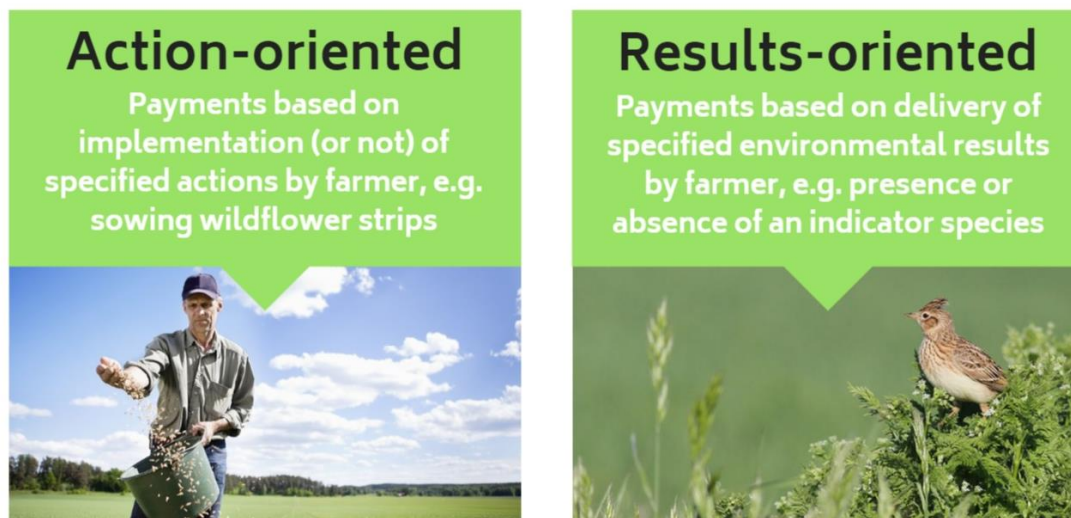 Action-oriented
Payments based on
implementation (or not) of
specified actions by farmer, e.g.
sowing wildflower strips
Results-oriented
Payments based on delivery of
specified environmental results
by farmer, e.g. presence or
absence of an indicator species